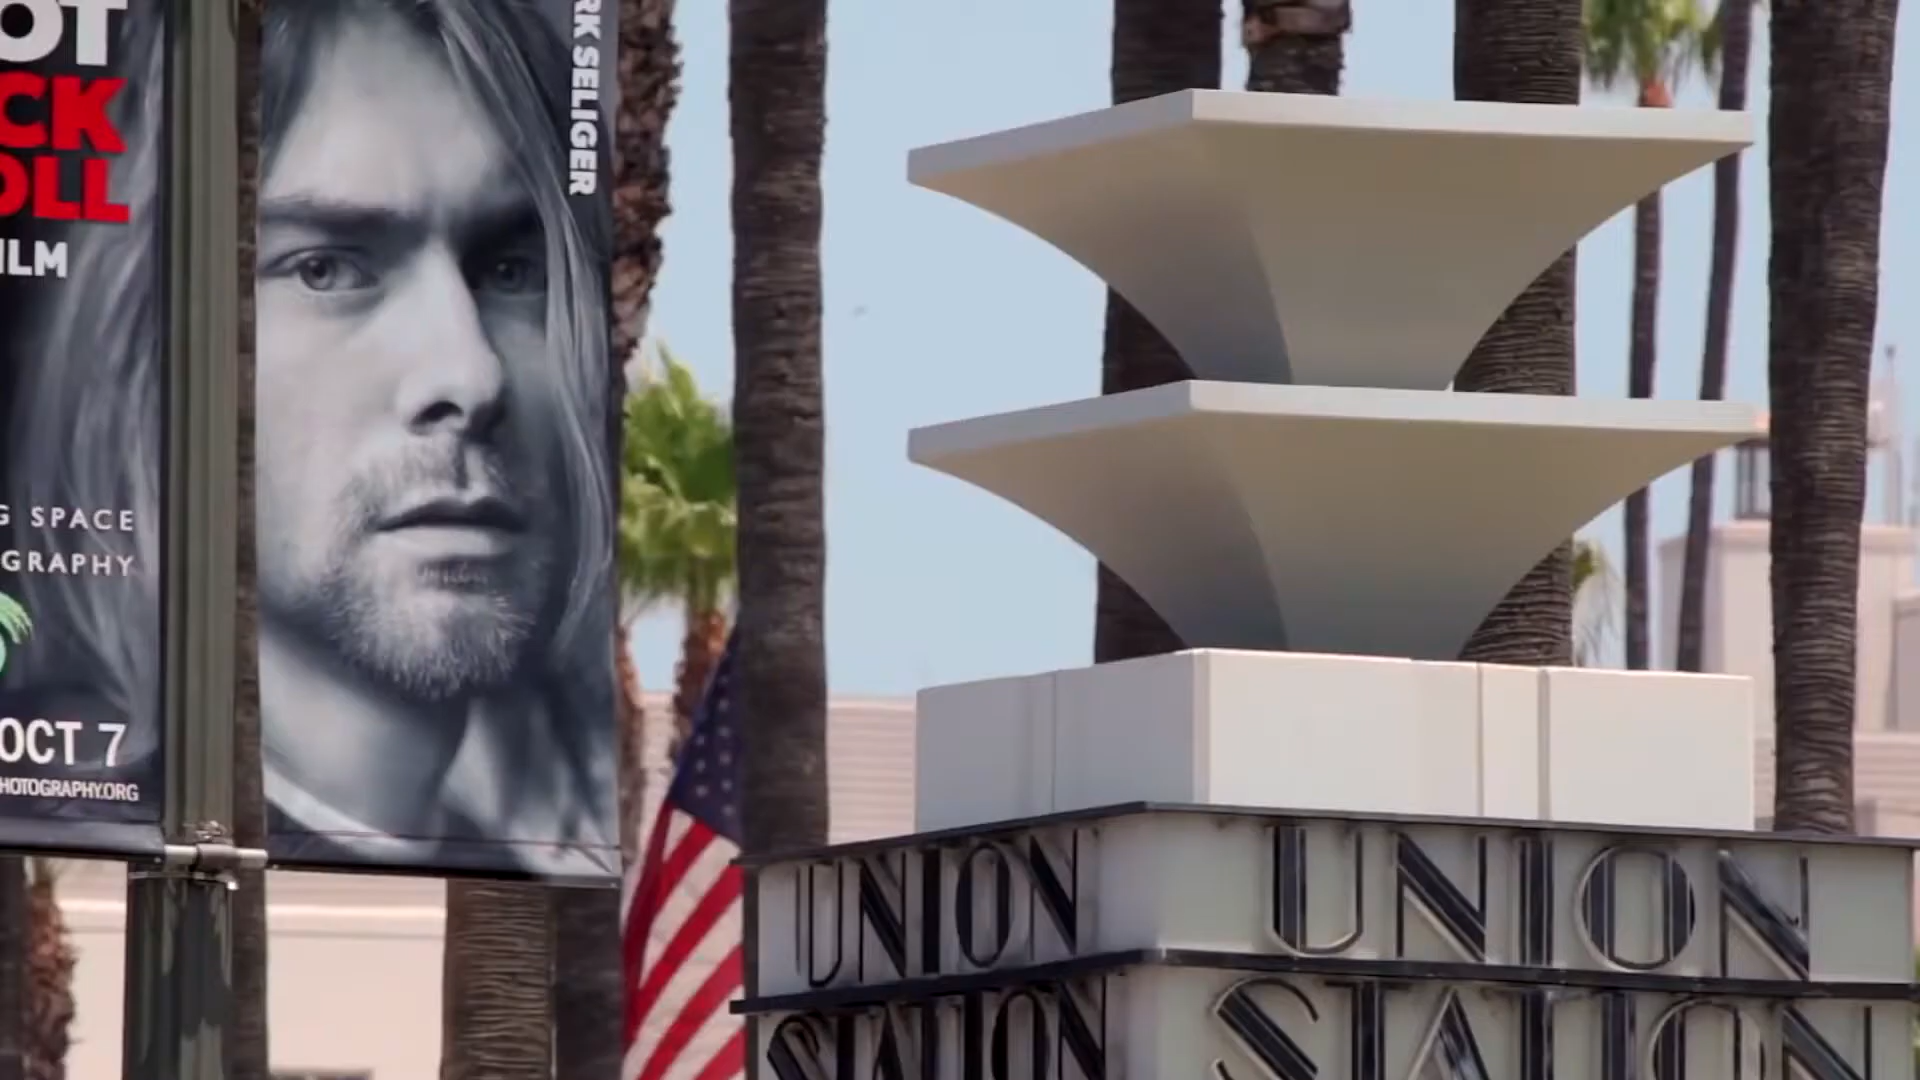 OT
CK
OLL
ILM
G SPACE
GRAPHY
OCT 7
HOTOGRAPHY.ORG
RK SELIGER
UNION
STATION
UNION
STATION